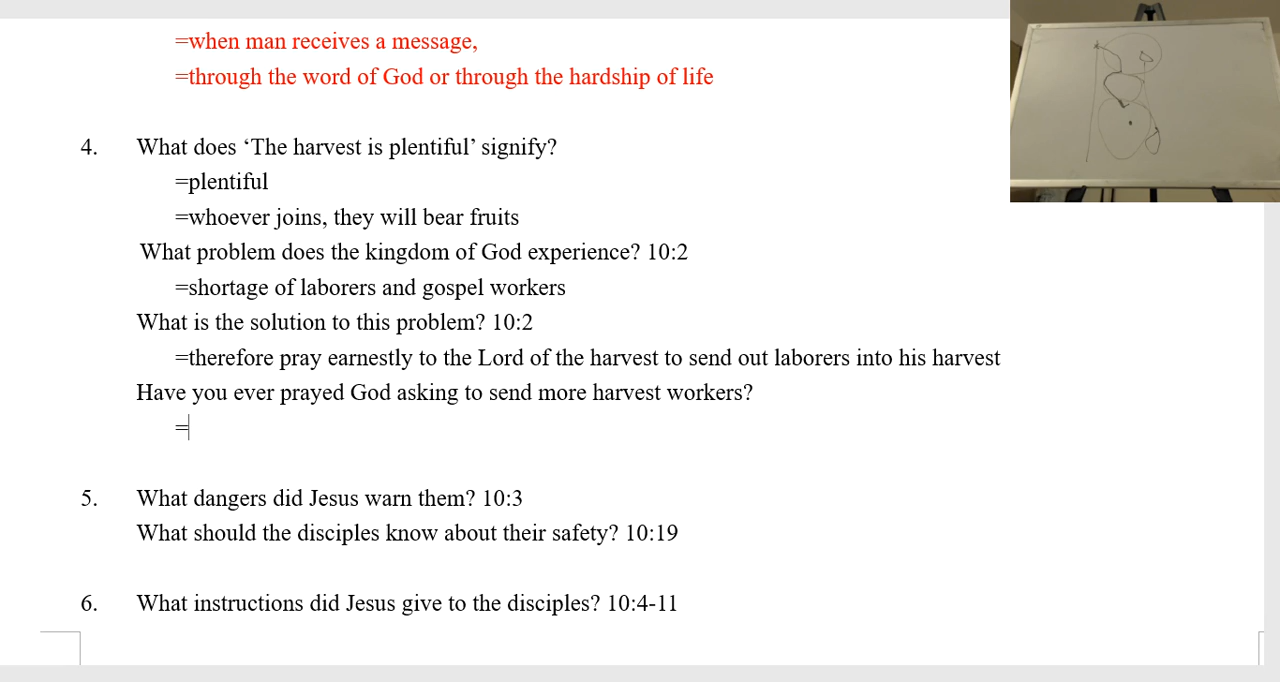 =when man receives a message,
=through the word of God or through the hardship of life
4. What does ‘The harvest is plentiful’ signify?
=plentiful
=whoever joins, they will bear fruits
What problem does the kingdom of God experience? 10:2
=shortage of laborers and gospel workers
What is the solution to this problem? 10:2
=therefore pray earnestly to the Lord of the harvest to send out laborers into his harvest
Have you ever prayed God asking to send more harvest workers?
=
5. What dangers did Jesus warn them? 10:3
What should the disciples know about their safety? 10:19
6. What instructions did Jesus give to the disciples? 10:4-11